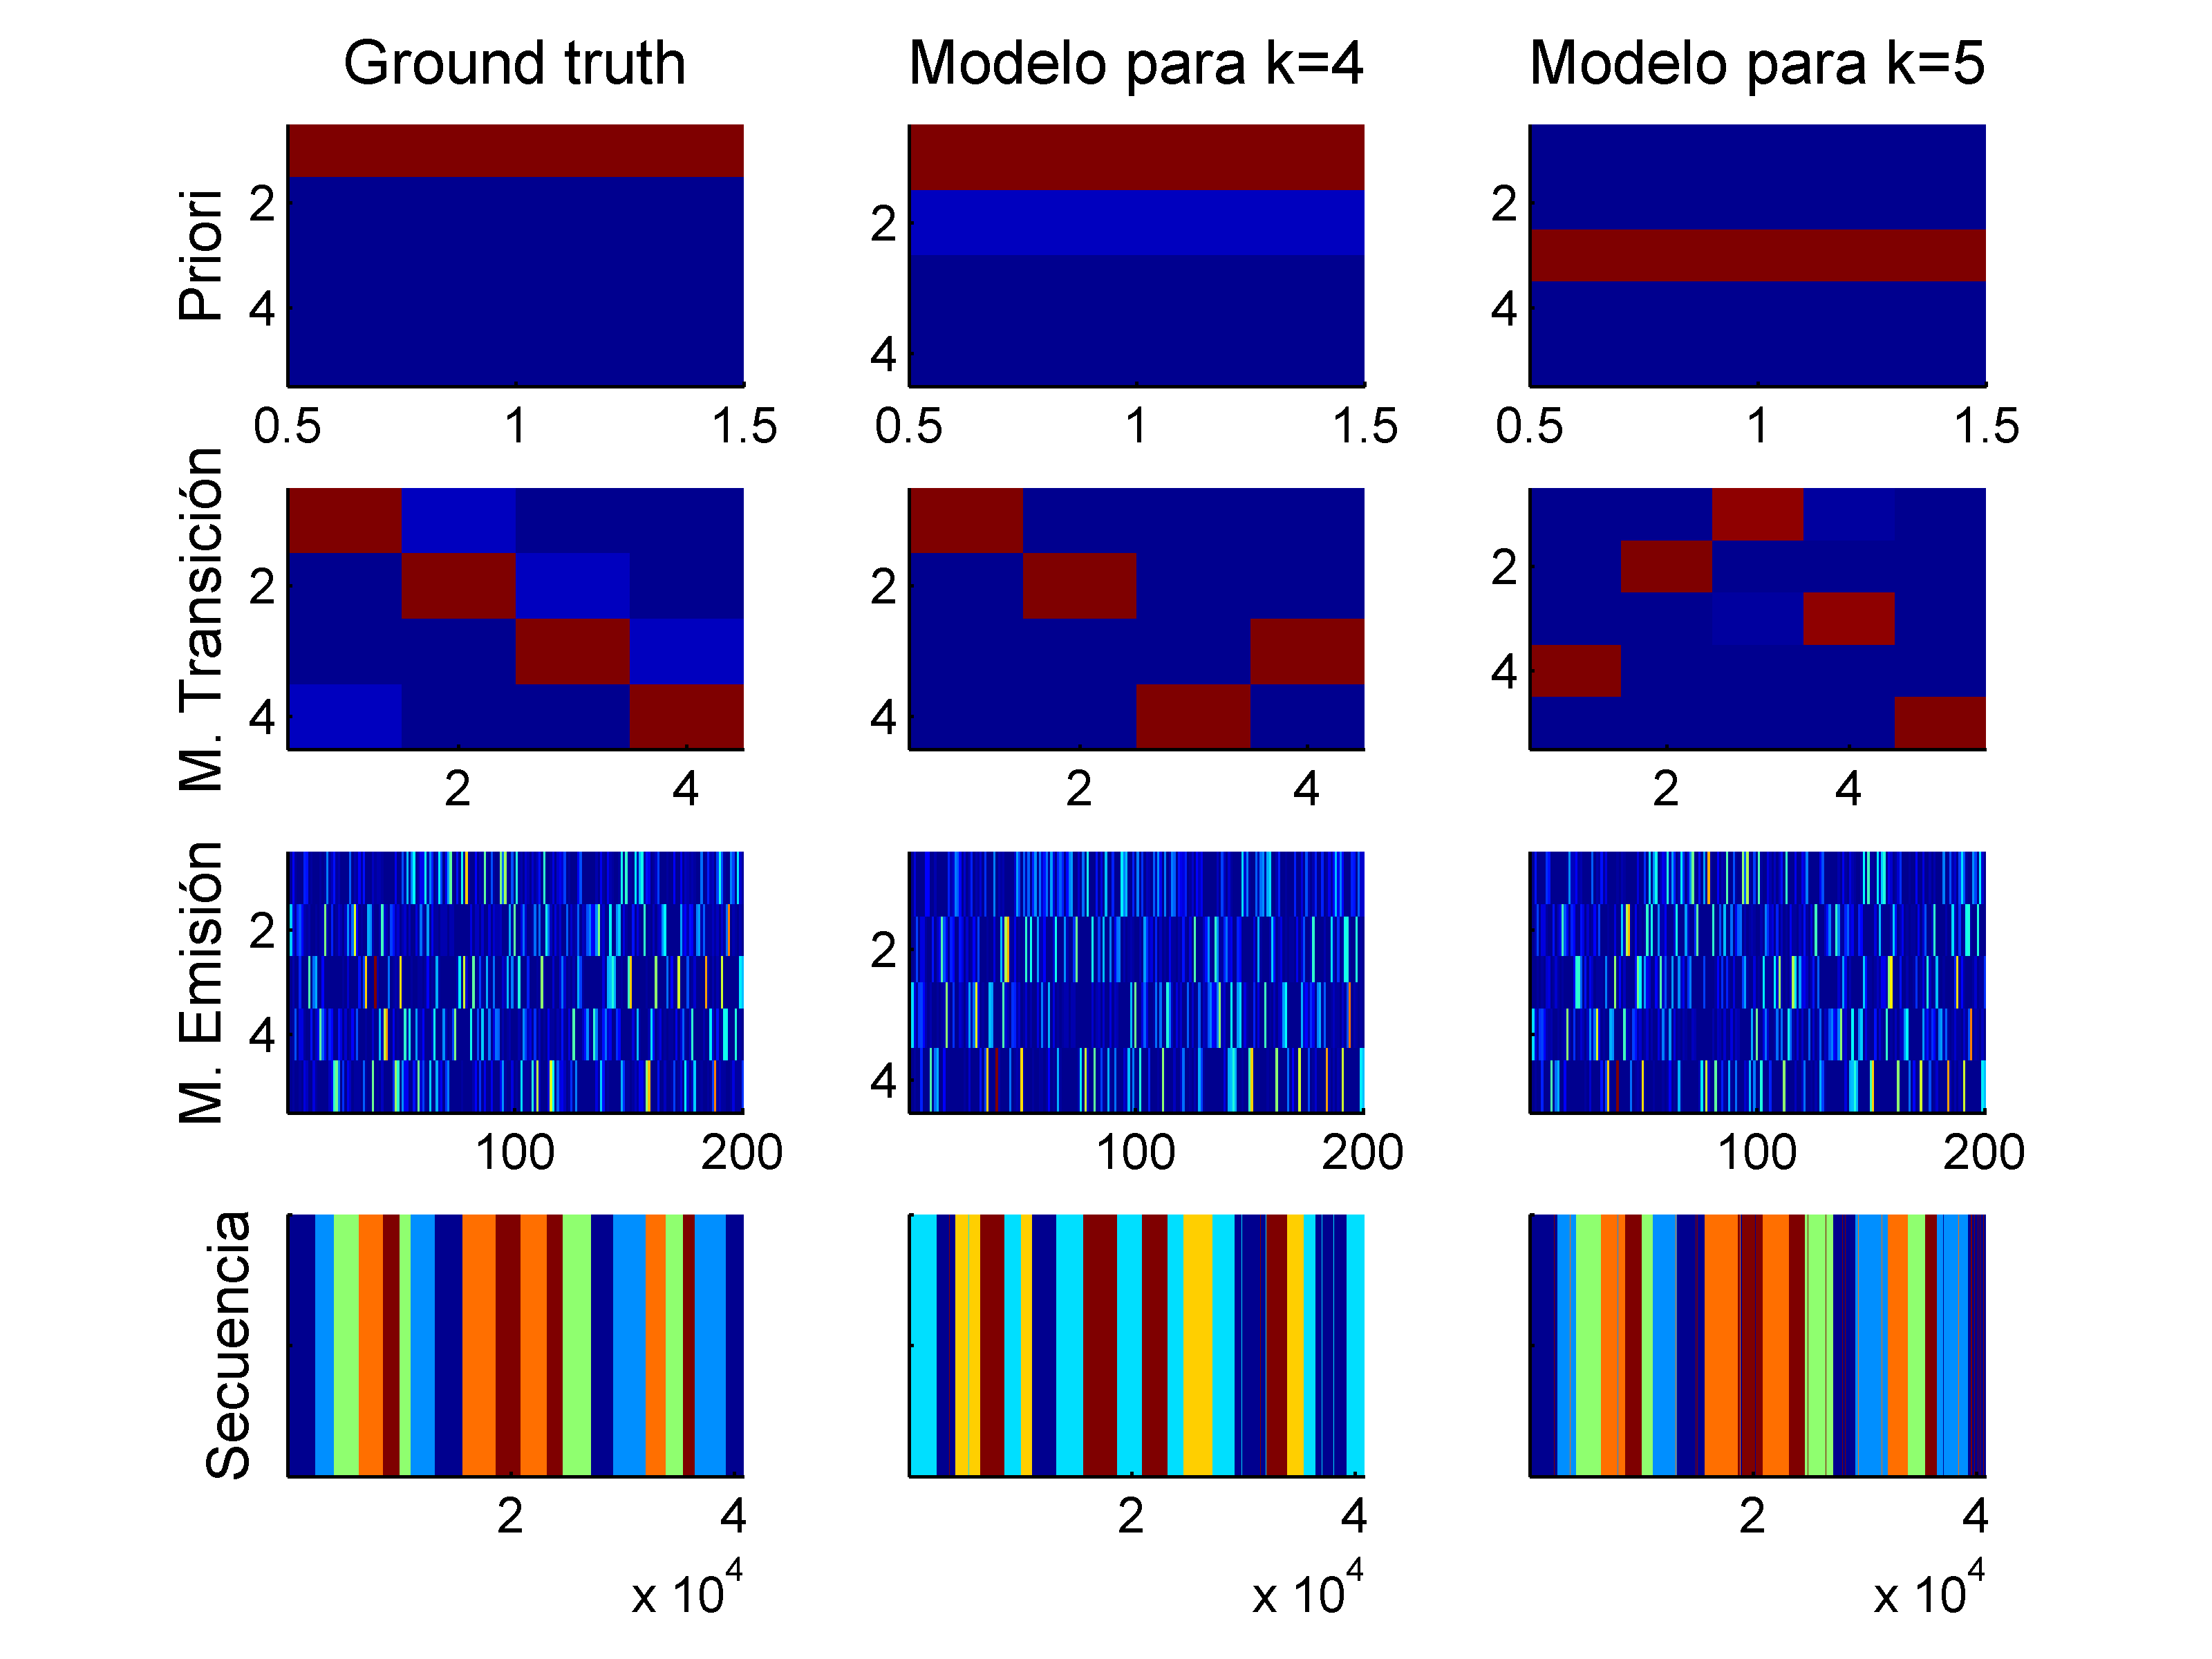 Ground truth Modelo para k=4 Modelo para k=5
Priori
2 2 2
4 4 4
0.5 1 1.5 0.5 1 1.5 0.5 1 1.5
M. Transición
2 2 2
4 4 4
2 4 2 4 2 4
M. Emisión
2 2
4 4
100 200 100 200 100 200
Secuencia
2 4 2 4 2 4
x 10^4 x 10^4 x 10^4